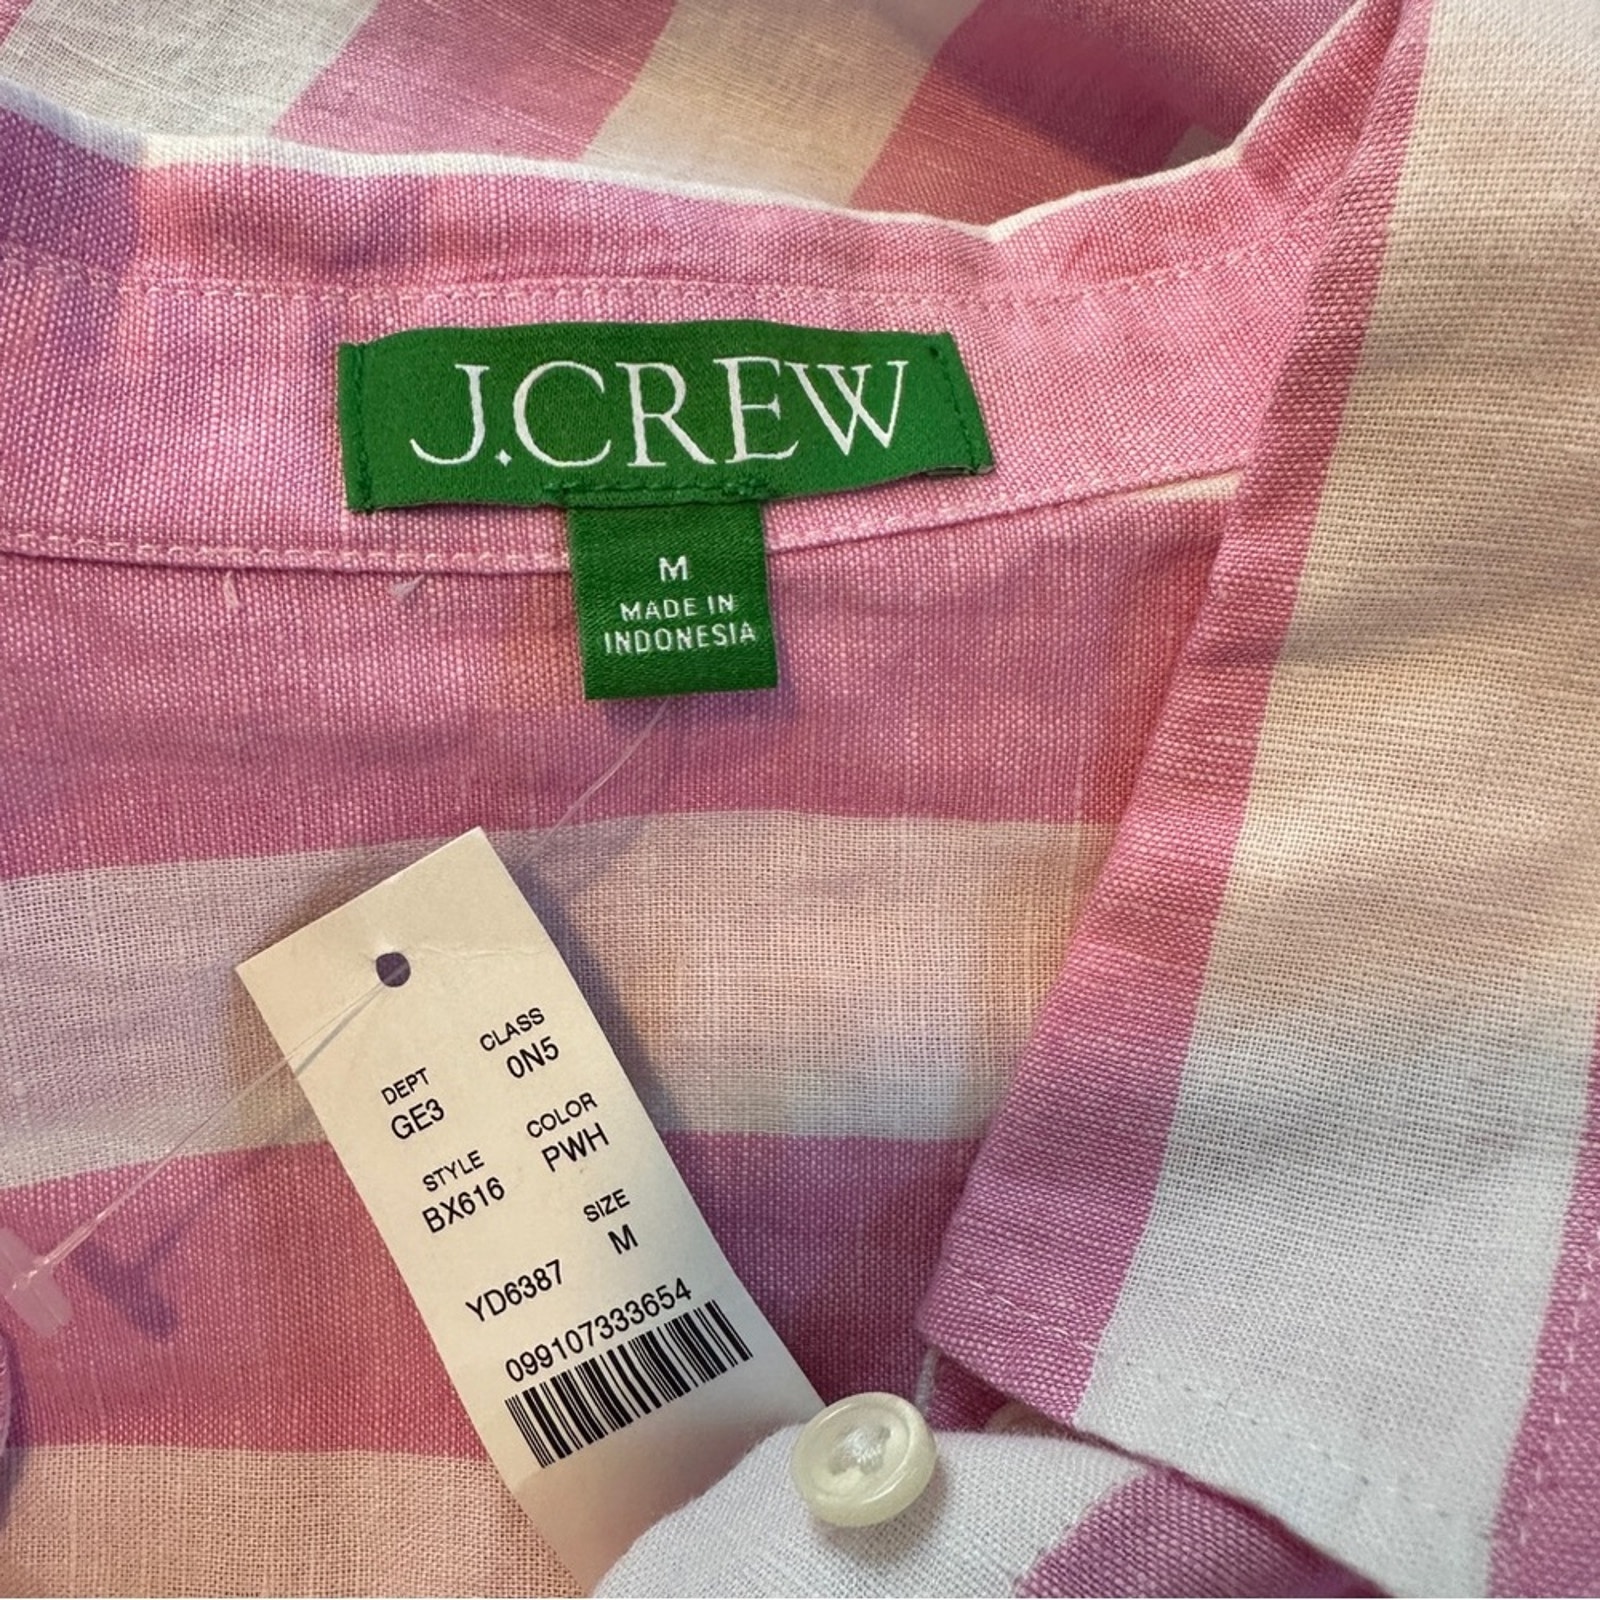 J.CREW
M
MADE IN
INDONESIA
DEPT CLASS
GE3 0N5
STYLE COLOR
BX616 PWH
SIZE
YD6387 M
099107333654